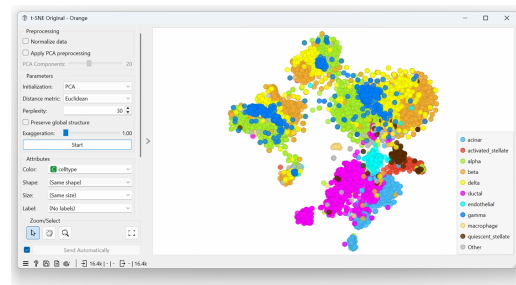 t-SNE Original - Orange
Preprocessing
Normalize data
Apply PCA preprocessing
PCA Components: 20
Parameters
Initialization: PCA
Distance metric: Euclidean
Perplexity: 30
Preserve global structure
Exaggeration: 1.00
Start
Attributes
Color: C celltype
Shape: (Same shape)
Size: (Same size)
Label: (No labels)
Zoom/Select
Send Automatically
16.4k | - | - 16.4k
acinar
activated_stellate
alpha
beta
delta
ductal
endothelial
gamma
macrophage
quiescent_stellate
Other